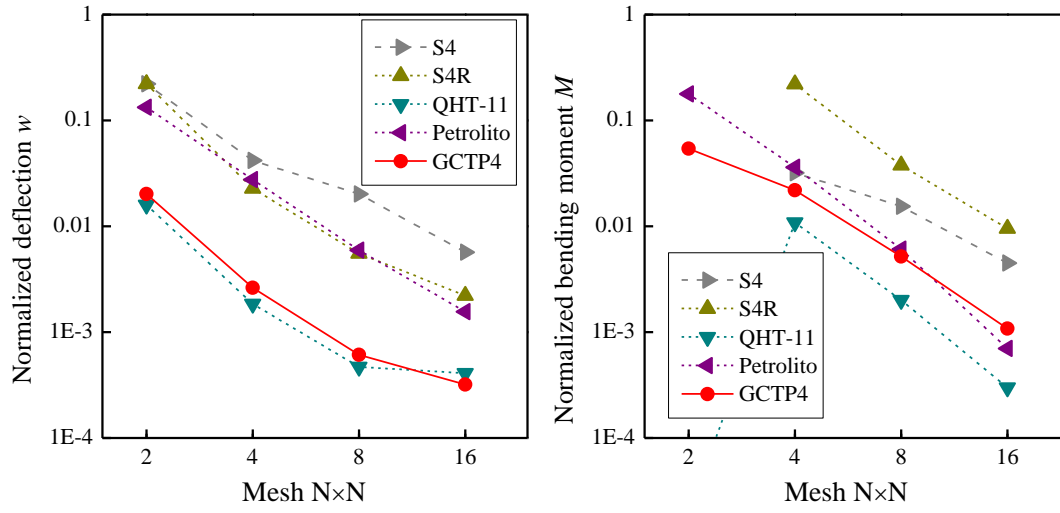 1
0.1
0.01
1E-3
1E-4
Normalized deflection w
S4
S4R
QHT-11
Petrolito
GCTP4
2 4 8 16
Mesh N×N
1
0.1
0.01
1E-3
1E-4
Normalized bending moment M
S4
S4R
QHT-11
Petrolito
GCTP4
2 4 8 16
Mesh N×N